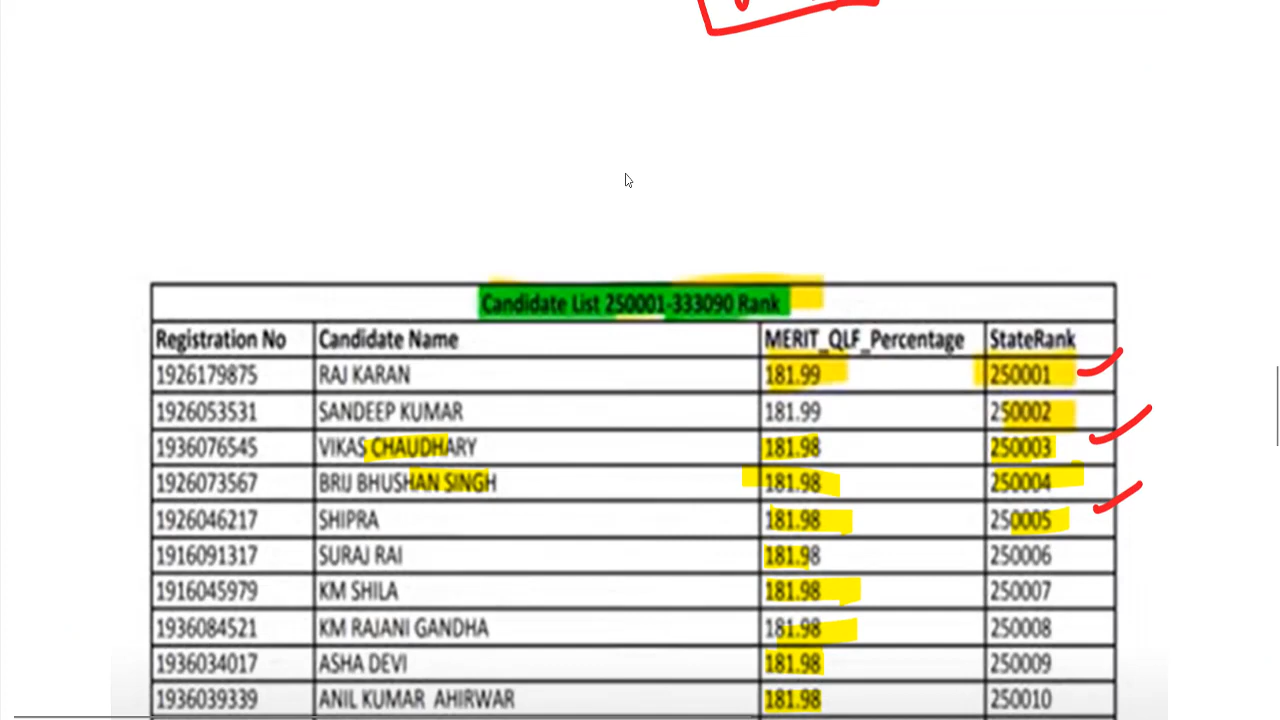 Candidate List 250001-333090 Rank
Registration No Candidate Name MERIT_QLF_Percentage StateRank
1926179875 RAJ KARAN 181.99 250001
1926053531 SANDEEP KUMAR 181.99 250002
1936076545 VIKAS CHAUDHARY 181.98 250003
1926073567 BRIJ BHUSHAN SINGH 181.98 250004
1926046217 SHIPRA 181.98 250005
1916091317 SURAJ RAI 181.98 250006
1916045979 KM SHILA 181.98 250007
1936084521 KM RAJANI GANDHA 181.98 250008
1936034017 ASHA DEVI 181.98 250009
1936039339 ANIL KUMAR AHIRWAR 181.98 250010